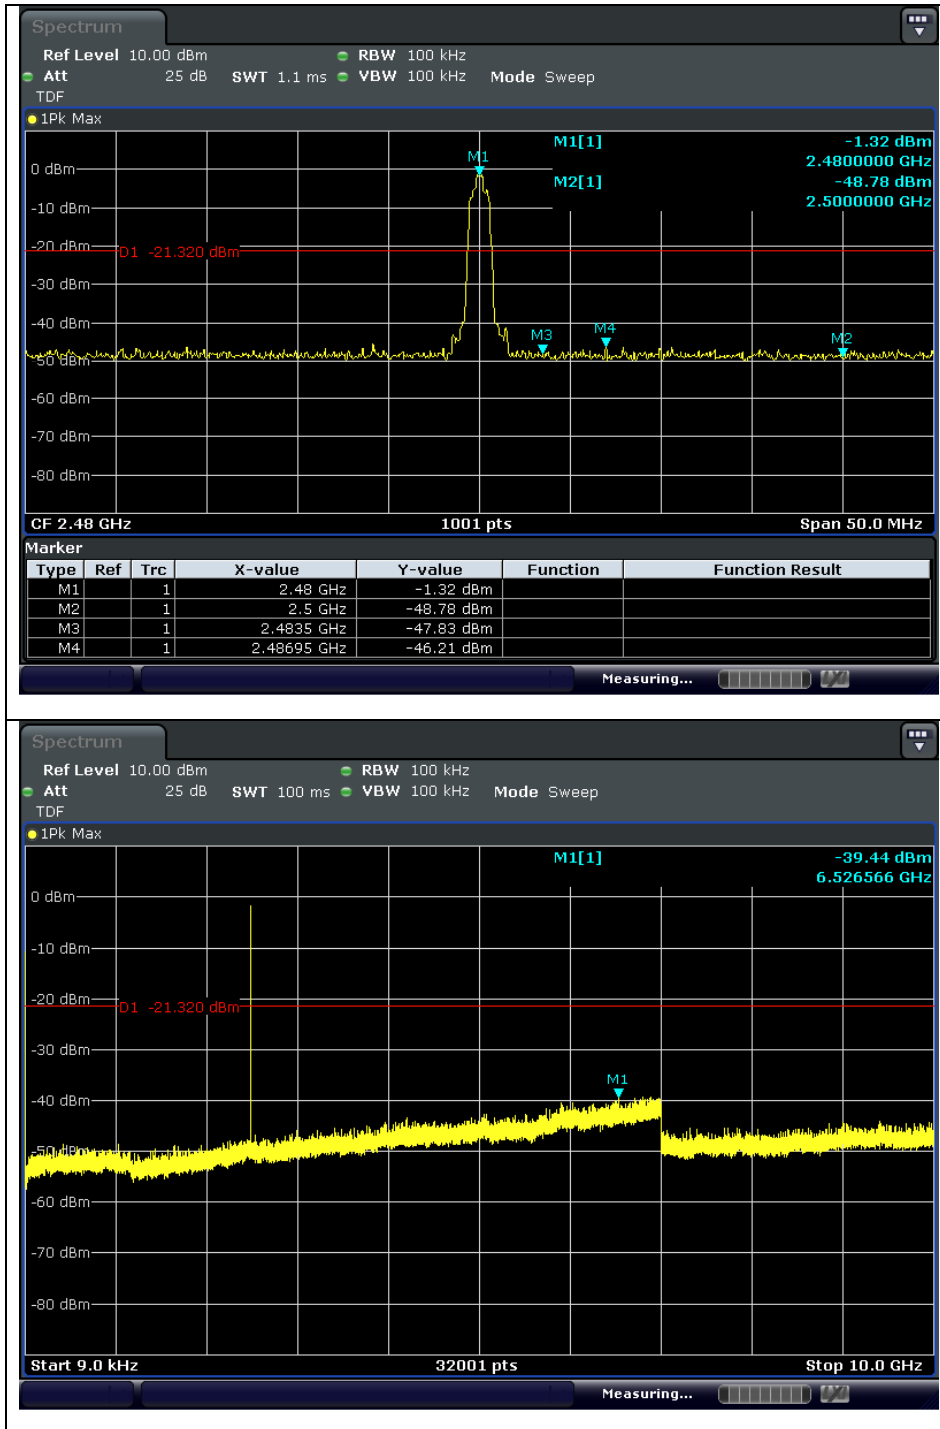 Spectrum
Ref Level 10.00 dBm RBW 100 kHz
Att 25 dB SWT 1.1 ms VBW 100 kHz Mode Sweep
TDF
1Pk Max
M1[1] -1.32 dBm
2.4800000 GHz
M2[1] -48.78 dBm
2.5000000 GHz
M1
0 dBm
-10 dBm
-20 dBm
D1 -21.320 dBm
-30 dBm
-40 dBm
M3 M4 M2
-50 dBm
-60 dBm
-70 dBm
-80 dBm
CF 2.48 GHz 1001 pts Span 50.0 MHz
Marker
Type Ref Trc X-value Y-value Function Function Result
M1 1 2.48 GHz -1.32 dBm
M2 1 2.5 GHz -48.78 dBm
M3 1 2.4835 GHz -47.83 dBm
M4 1 2.48695 GHz -46.21 dBm
Measuring...
Spectrum
Ref Level 10.00 dBm RBW 100 kHz
Att 25 dB SWT 100 ms VBW 100 kHz Mode Sweep
TDF
1Pk Max
M1[1] -39.44 dBm
6.526566 GHz
0 dBm
-10 dBm
-20 dBm
D1 -21.320 dBm
-30 dBm
M1
-40 dBm
-50 dBm
-60 dBm
-70 dBm
-80 dBm
Start 9.0 kHz 32001 pts Stop 10.0 GHz
Measuring...